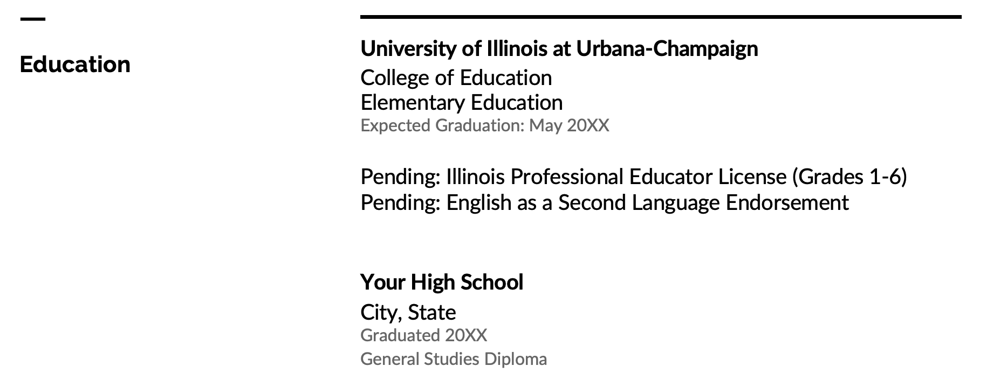 Education
University of Illinois at Urbana-Champaign
College of Education
Elementary Education
Expected Graduation: May 20XX
Pending: Illinois Professional Educator License (Grades 1-6)
Pending: English as a Second Language Endorsement
Your High School
City, State
Graduated 20XX
General Studies Diploma